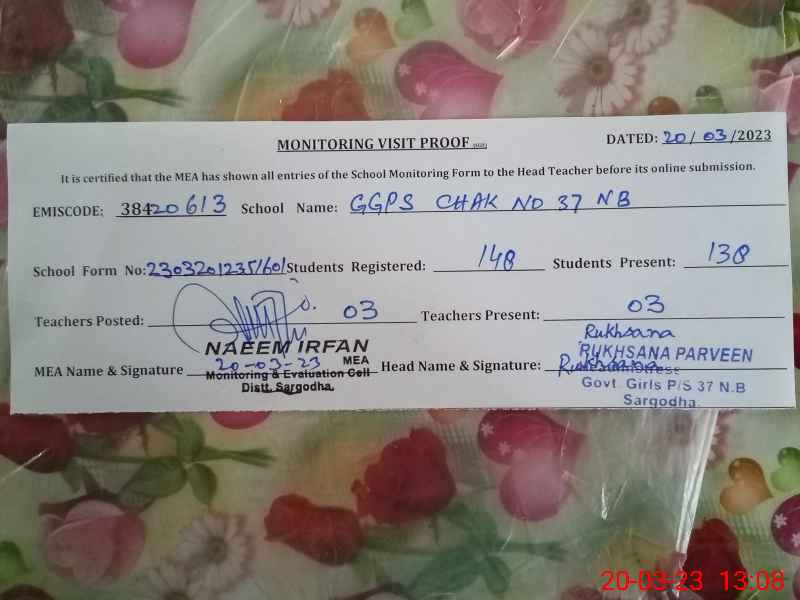 MONITORING VISIT PROOF
DATED: 20/03/2023
It is certified that the MEA has shown all entries of the School Monitoring Form to the Head Teacher before its online submission.
EMISCODE: 38420613 School Name: GGPS CHAK NO 37 NB
School Form No: 2303201235/601 Students Registered: 148 Students Present: 138
Teachers Posted: 03 Teachers Present: 03
Rukhsana
NAEEM IRFAN
RUKHSANA PARVEEN
20-03-23 MEA
MEA Name & Signature Head Name & Signature: Rukhsana
Monitoring & Evaluation Cell
Distt. Sargodha.
Govt. Girls P/S 37 N.B
Sargodha.
20-03-23 13:08